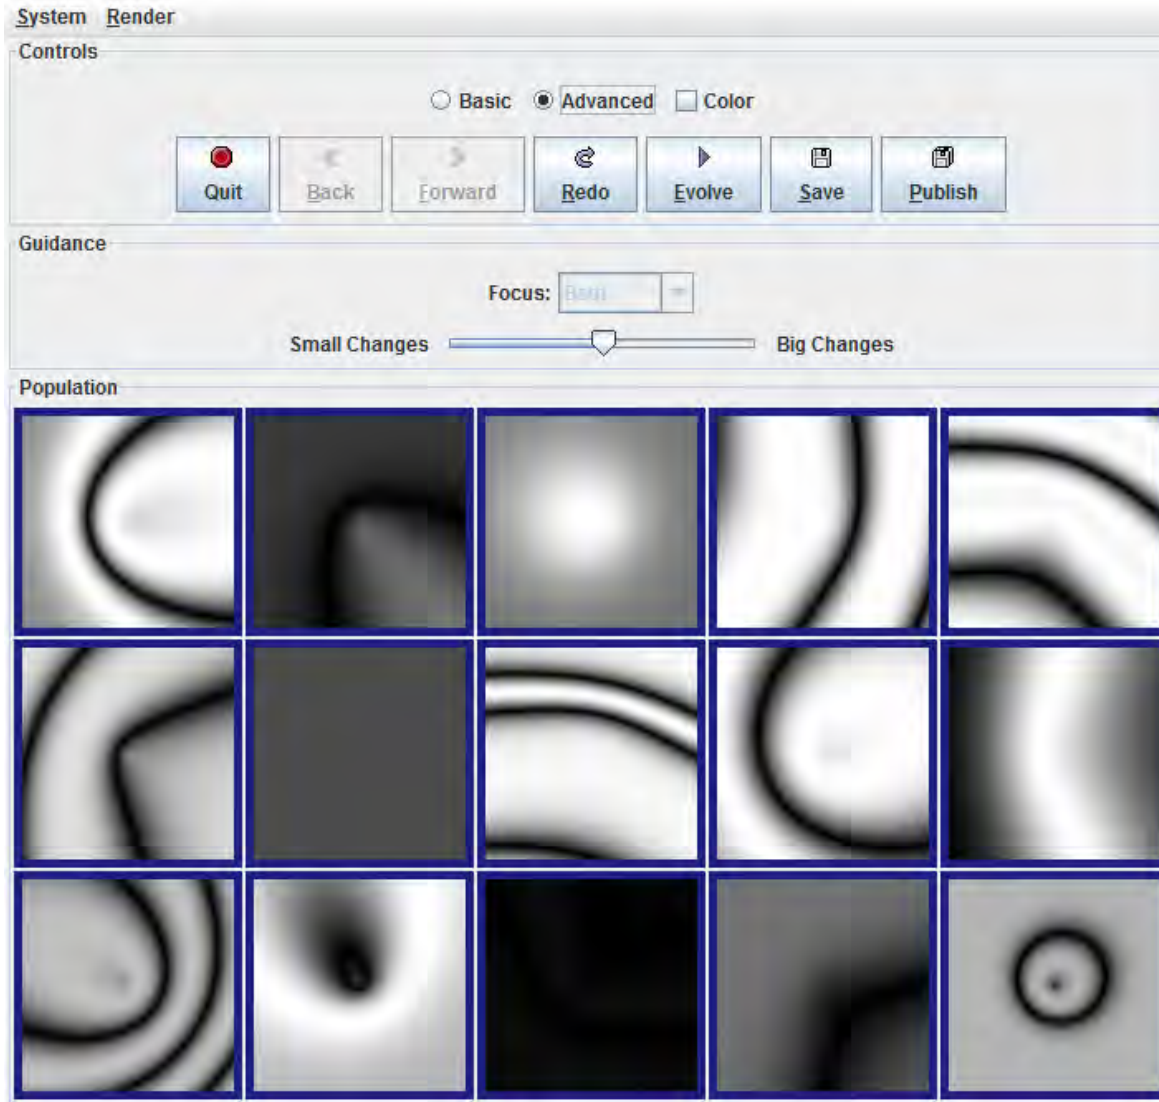 System Render
Controls
Basic Advanced Color
Quit Back Forward Redo Evolve Save Publish
Guidance
Focus:
Small Changes Big Changes
Population